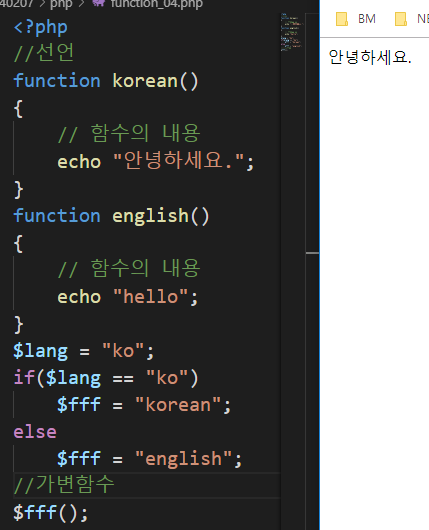 40207 > php > function_04.php
<?php
//선언
function korean()
{
// 함수의 내용
echo "안녕하세요.";
}
function english()
{
// 함수의 내용
echo "hello";
}
$lang = "ko";
if($lang == "ko")
$fff = "korean";
else
$fff = "english";
//가변함수
$fff();
BM
안녕하세요.